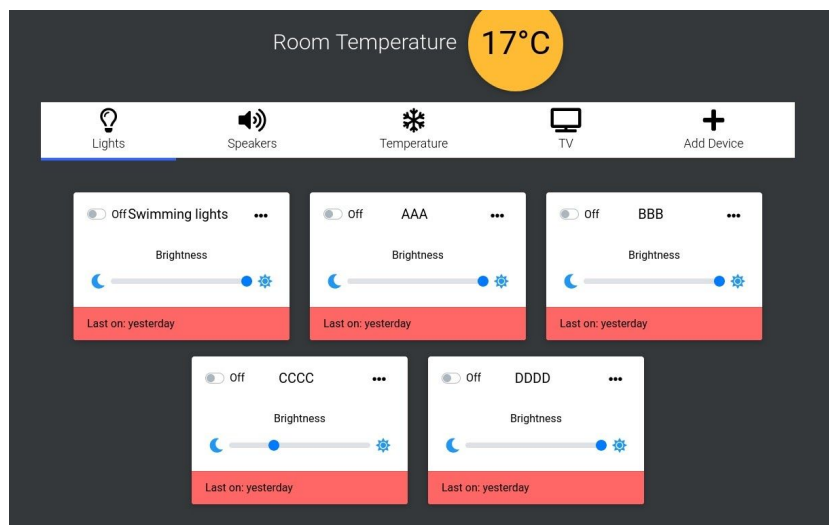 Room Temperature 17°C
Lights Speakers Temperature TV Add Device
Off Swimming lights
Brightness
Last on: yesterday
Off AAA
Brightness
Last on: yesterday
Off BBB
Brightness
Last on: yesterday
Off CCCC
Brightness
Last on: yesterday
Off DDDD
Brightness
Last on: yesterday